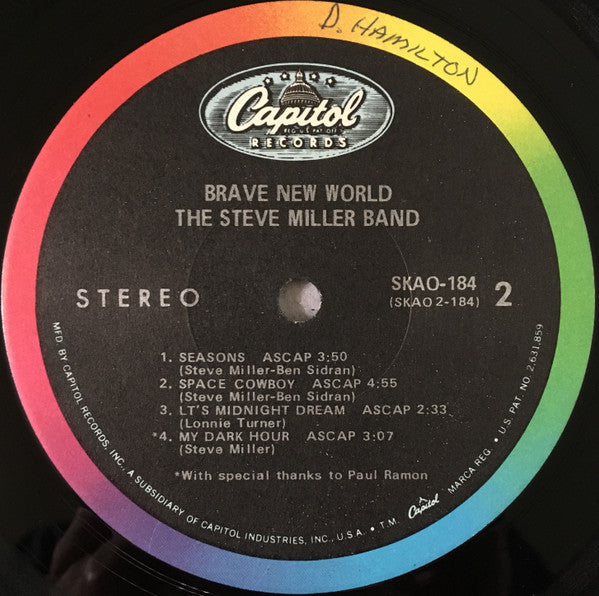 D. HAMILTON
Capitol
REG. U.S. PAT. OFF.
RECORDS
BRAVE NEW WORLD
THE STEVE MILLER BAND
STEREO
SKAO-184
(SKAO 2-184)
2
1. SEASONS ASCAP 3:50
(Steve Miller-Ben Sidran)
2. SPACE COWBOY ASCAP 4:55
(Steve Miller-Ben Sidran)
3. LT'S MIDNIGHT DREAM ASCAP 2:33
(Lonnie Turner)
*4. MY DARK HOUR ASCAP 3:07
(Steve Miller)
*With special thanks to Paul Ramon
MFD. BY CAPITOL RECORDS, INC. A SUBSIDIARY OF CAPITOL INDUSTRIES, INC., U.S.A. • T.M. Capitol MARCA REG. • U.S. PAT. NO. 2,631,859